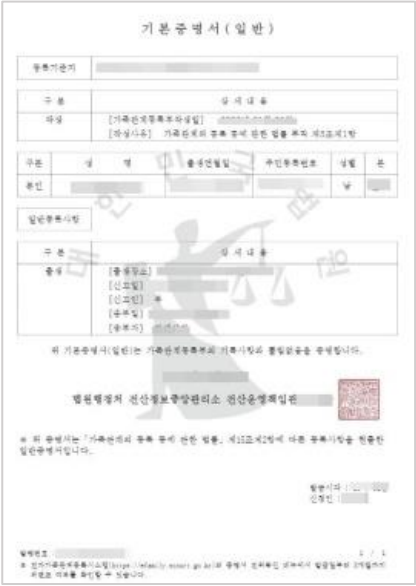 기본증명서(일반)
등록기준지
구 분 상 세 내 용
작성 [가족관계등록부작성일]
[작성사유] 가족관계의 등록 등에 관한 법률 부칙 제3조제1항
구분 성 명 출생연월일 주민등록번호 성별 본
본인 남
일반등록사항
구 분 상 세 내 용
출생 [출생장소]
[신고일]
[신고인] 부
[송부일]
[송부자]
대한민국법원
위 기본증명서(일반)는 가족관계등록부의 기록사항과 틀림없음을 증명합니다.
법원행정처 전산정보중앙관리소 전산운영책임관
※ 위 증명서는 「가족관계의 등록 등에 관한 법률」 제15조제2항에 따른 등록사항을 현출한
일반증명서입니다.
발급시각 :
신청인 :
발행번호 1 / 1